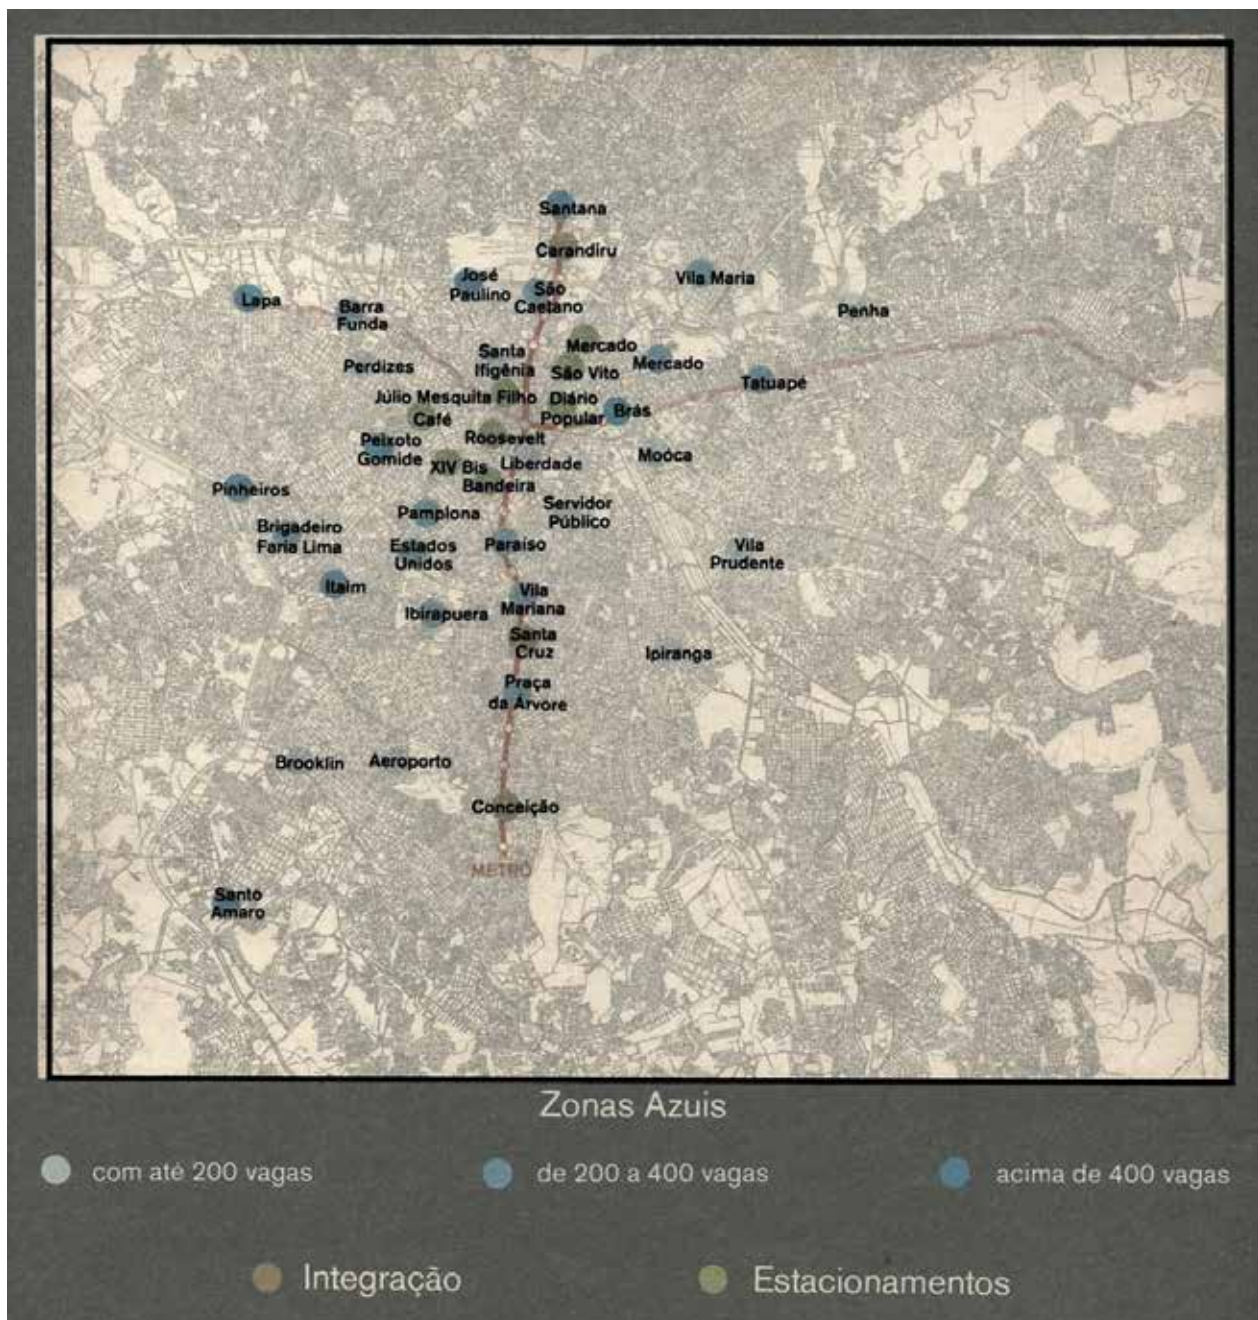 Santana
Carandiru
José
Paulino
São
Caetano
Vila Maria
Lapa
Barra
Funda
Penha
Santa
Ifigênia
Mercado
São Vito
Mercado
Perdizes
Tatuapé
Júlio Mesquita Filho
Diário
Popular
Brás
Café
Peixoto
Gomide
Roosevelt
XIV Bis
Liberdade
Moóca
Bandeira
Pinheiros
Pamplona
Servidor
Público
Brigadeiro
Faria Lima
Estados
Unidos
Paraíso
Vila
Prudente
Itaim
Ibirapuera
Vila
Mariana
Santa
Cruz
Ipiranga
Praça
da Árvore
Brooklin
Aeroporto
Conceição
METRÔ
Santo
Amaro
Zonas Azuis
com até 200 vagas
de 200 a 400 vagas
acima de 400 vagas
Integração
Estacionamentos